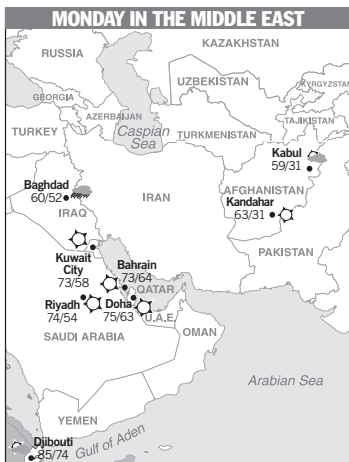 MONDAY IN THE MIDDLE EAST
RUSSIA
KAZAKHSTAN
UZBEKISTAN
KYRGYZSTAN
GEORGIA
AZERBAIJAN
TAJIKISTAN
TURKEY
Caspian
Sea
TURKMENISTAN
Kabul
59/31
Baghdad
60/52
IRAQ
IRAN
AFGHANISTAN
Kandahar
63/31
PAKISTAN
Kuwait
City
73/58
Bahrain
73/64
QATAR
Riyadh
74/54
Doha
75/63
U.A.E.
SAUDI ARABIA
OMAN
Arabian Sea
YEMEN
Djibouti
85/74
Gulf of Aden